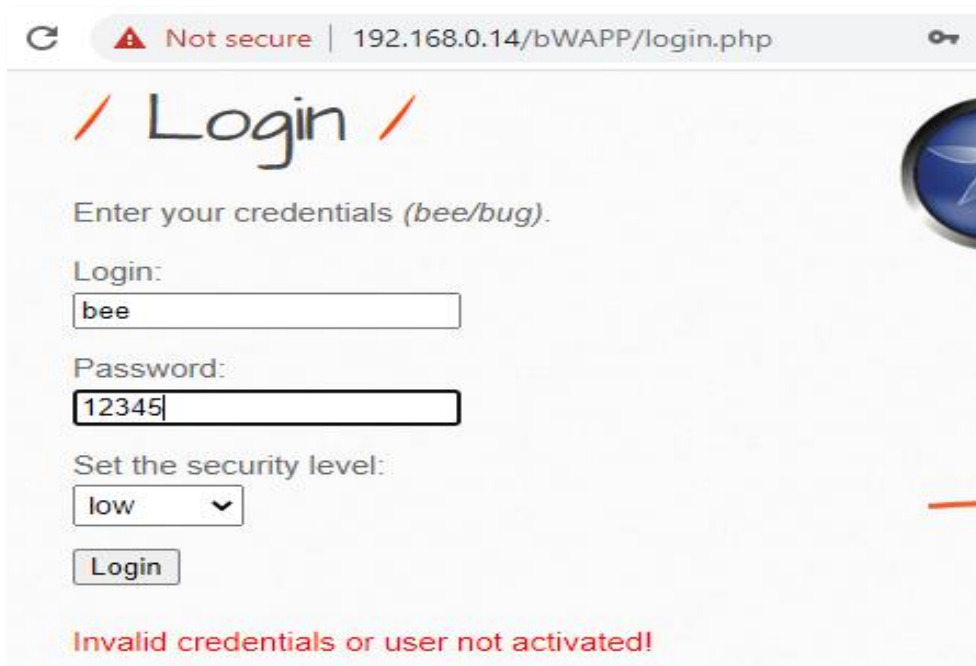 Not secure | 192.168.0.14/bWAPP/login.php
/ Login /
Enter your credentials (bee/bug).
Login:
bee
Password:
12345
Set the security level:
low
Login
Invalid credentials or user not activated!